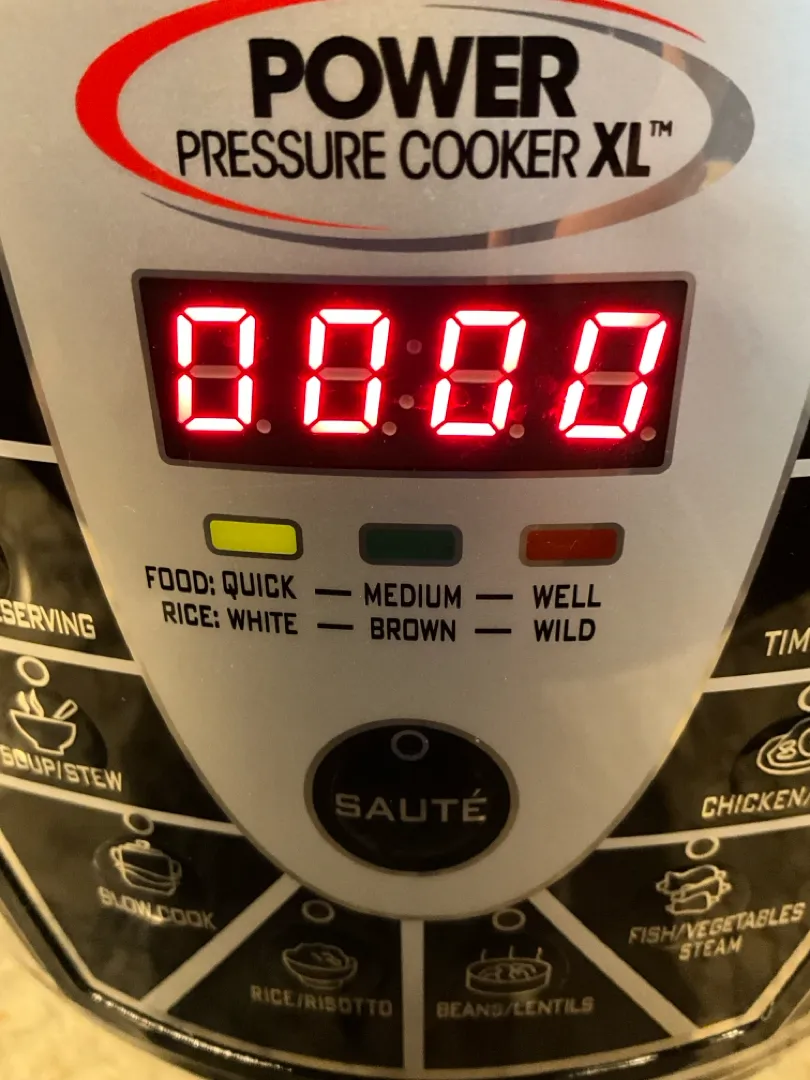 POWER
PRESSURE COOKER XL™
0000
FOOD: QUICK — MEDIUM — WELL
RICE: WHITE — BROWN — WILD
SERVING
TIM
SOUP/STEW
SAUTÉ
CHICKEN/
SLOW COOK
FISH/VEGETABLES
STEAM
RICE/RISOTTO
BEANS/LENTILS